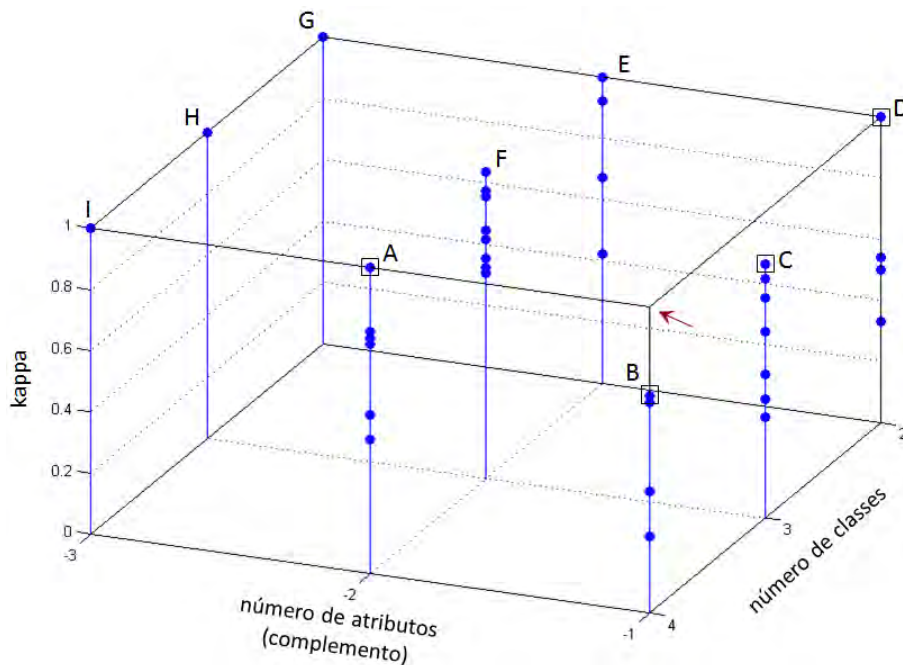 G
E
D
H
F
I
A
C
B
1
0.8
0.6
0.4
0.2
0
kappa
-3
-2
-1
4
3
2
número de atributos
(complemento)
número de classes